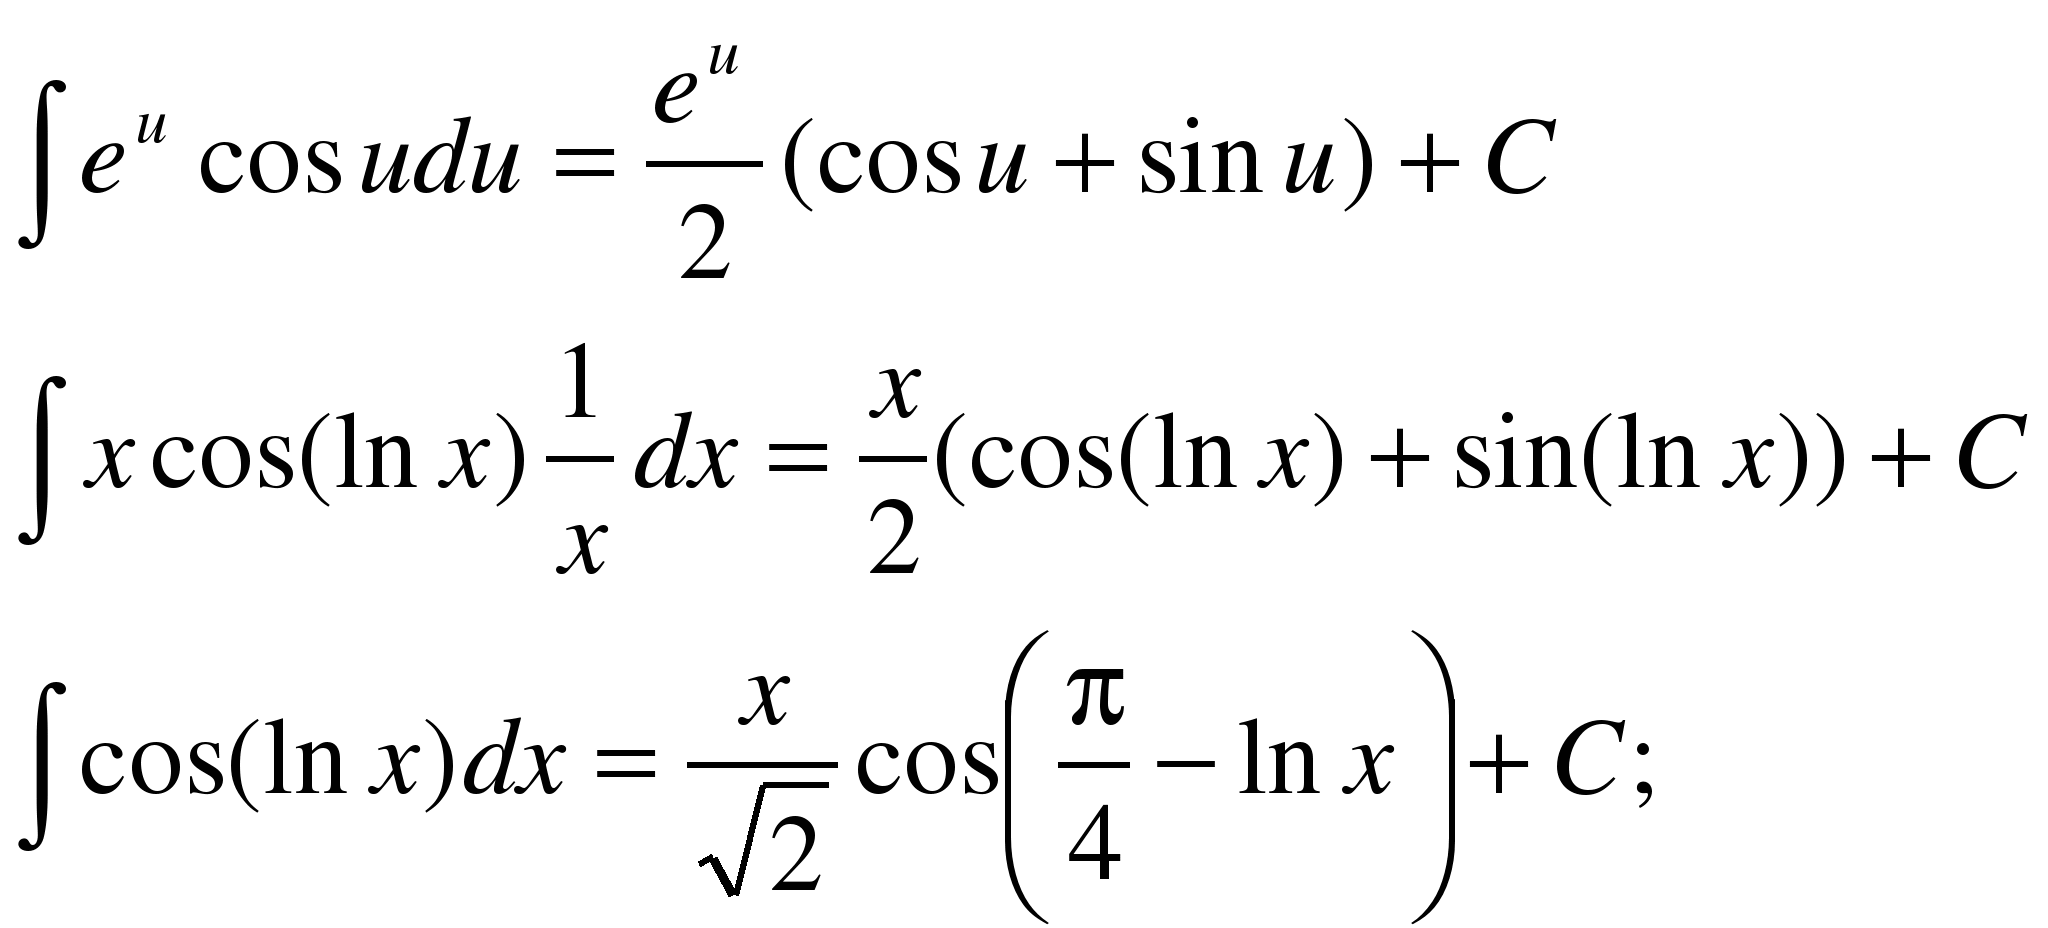 ∫ e^u cos u du = e^u/2 (cos u + sin u) + C
∫ x cos(ln x) 1/x dx = x/2 (cos(ln x) + sin(ln x)) + C
∫ cos(ln x) dx = x/√2 cos(π/4 − ln x) + C;